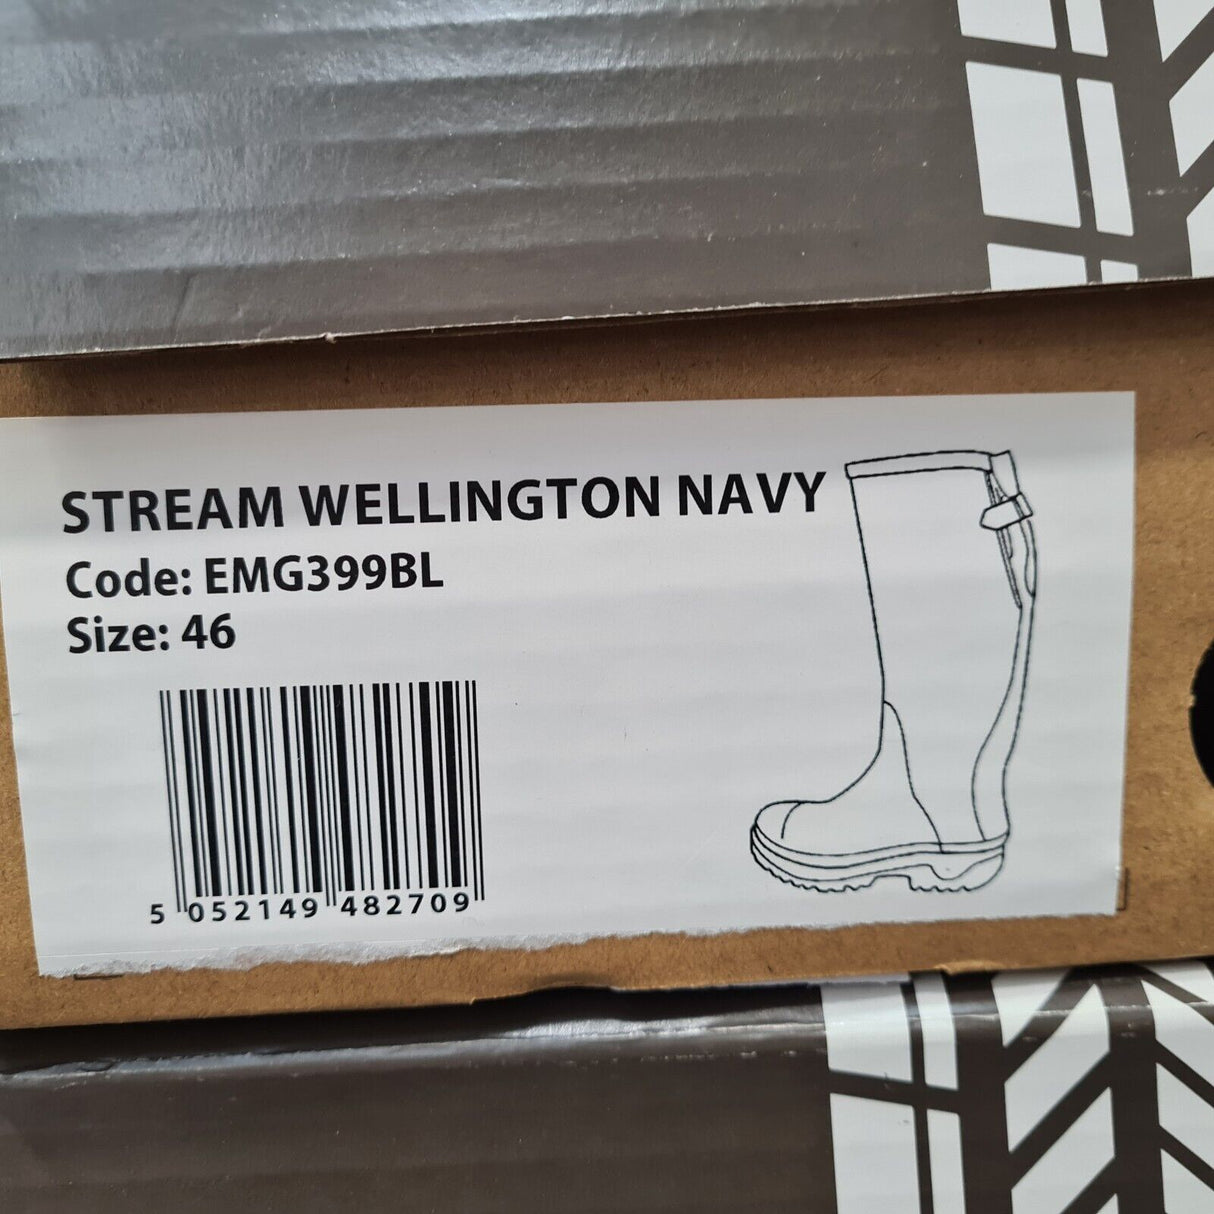 STREAM WELLINGTON NAVY
Code: EMG399BL
Size: 46
5 052149 482709